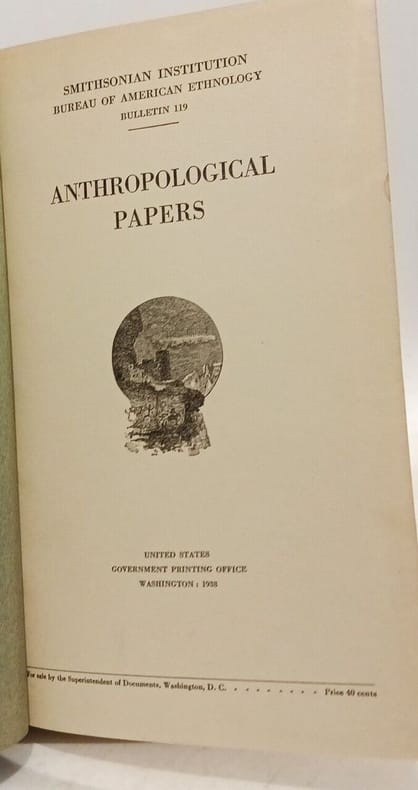 SMITHSONIAN INSTITUTION
BUREAU OF AMERICAN ETHNOLOGY
BULLETIN 119
ANTHROPOLOGICAL
PAPERS
UNITED STATES
GOVERNMENT PRINTING OFFICE
WASHINGTON : 1938
For sale by the Superintendent of Documents, Washington, D. C. . . . . . . . . . Price 40 cents